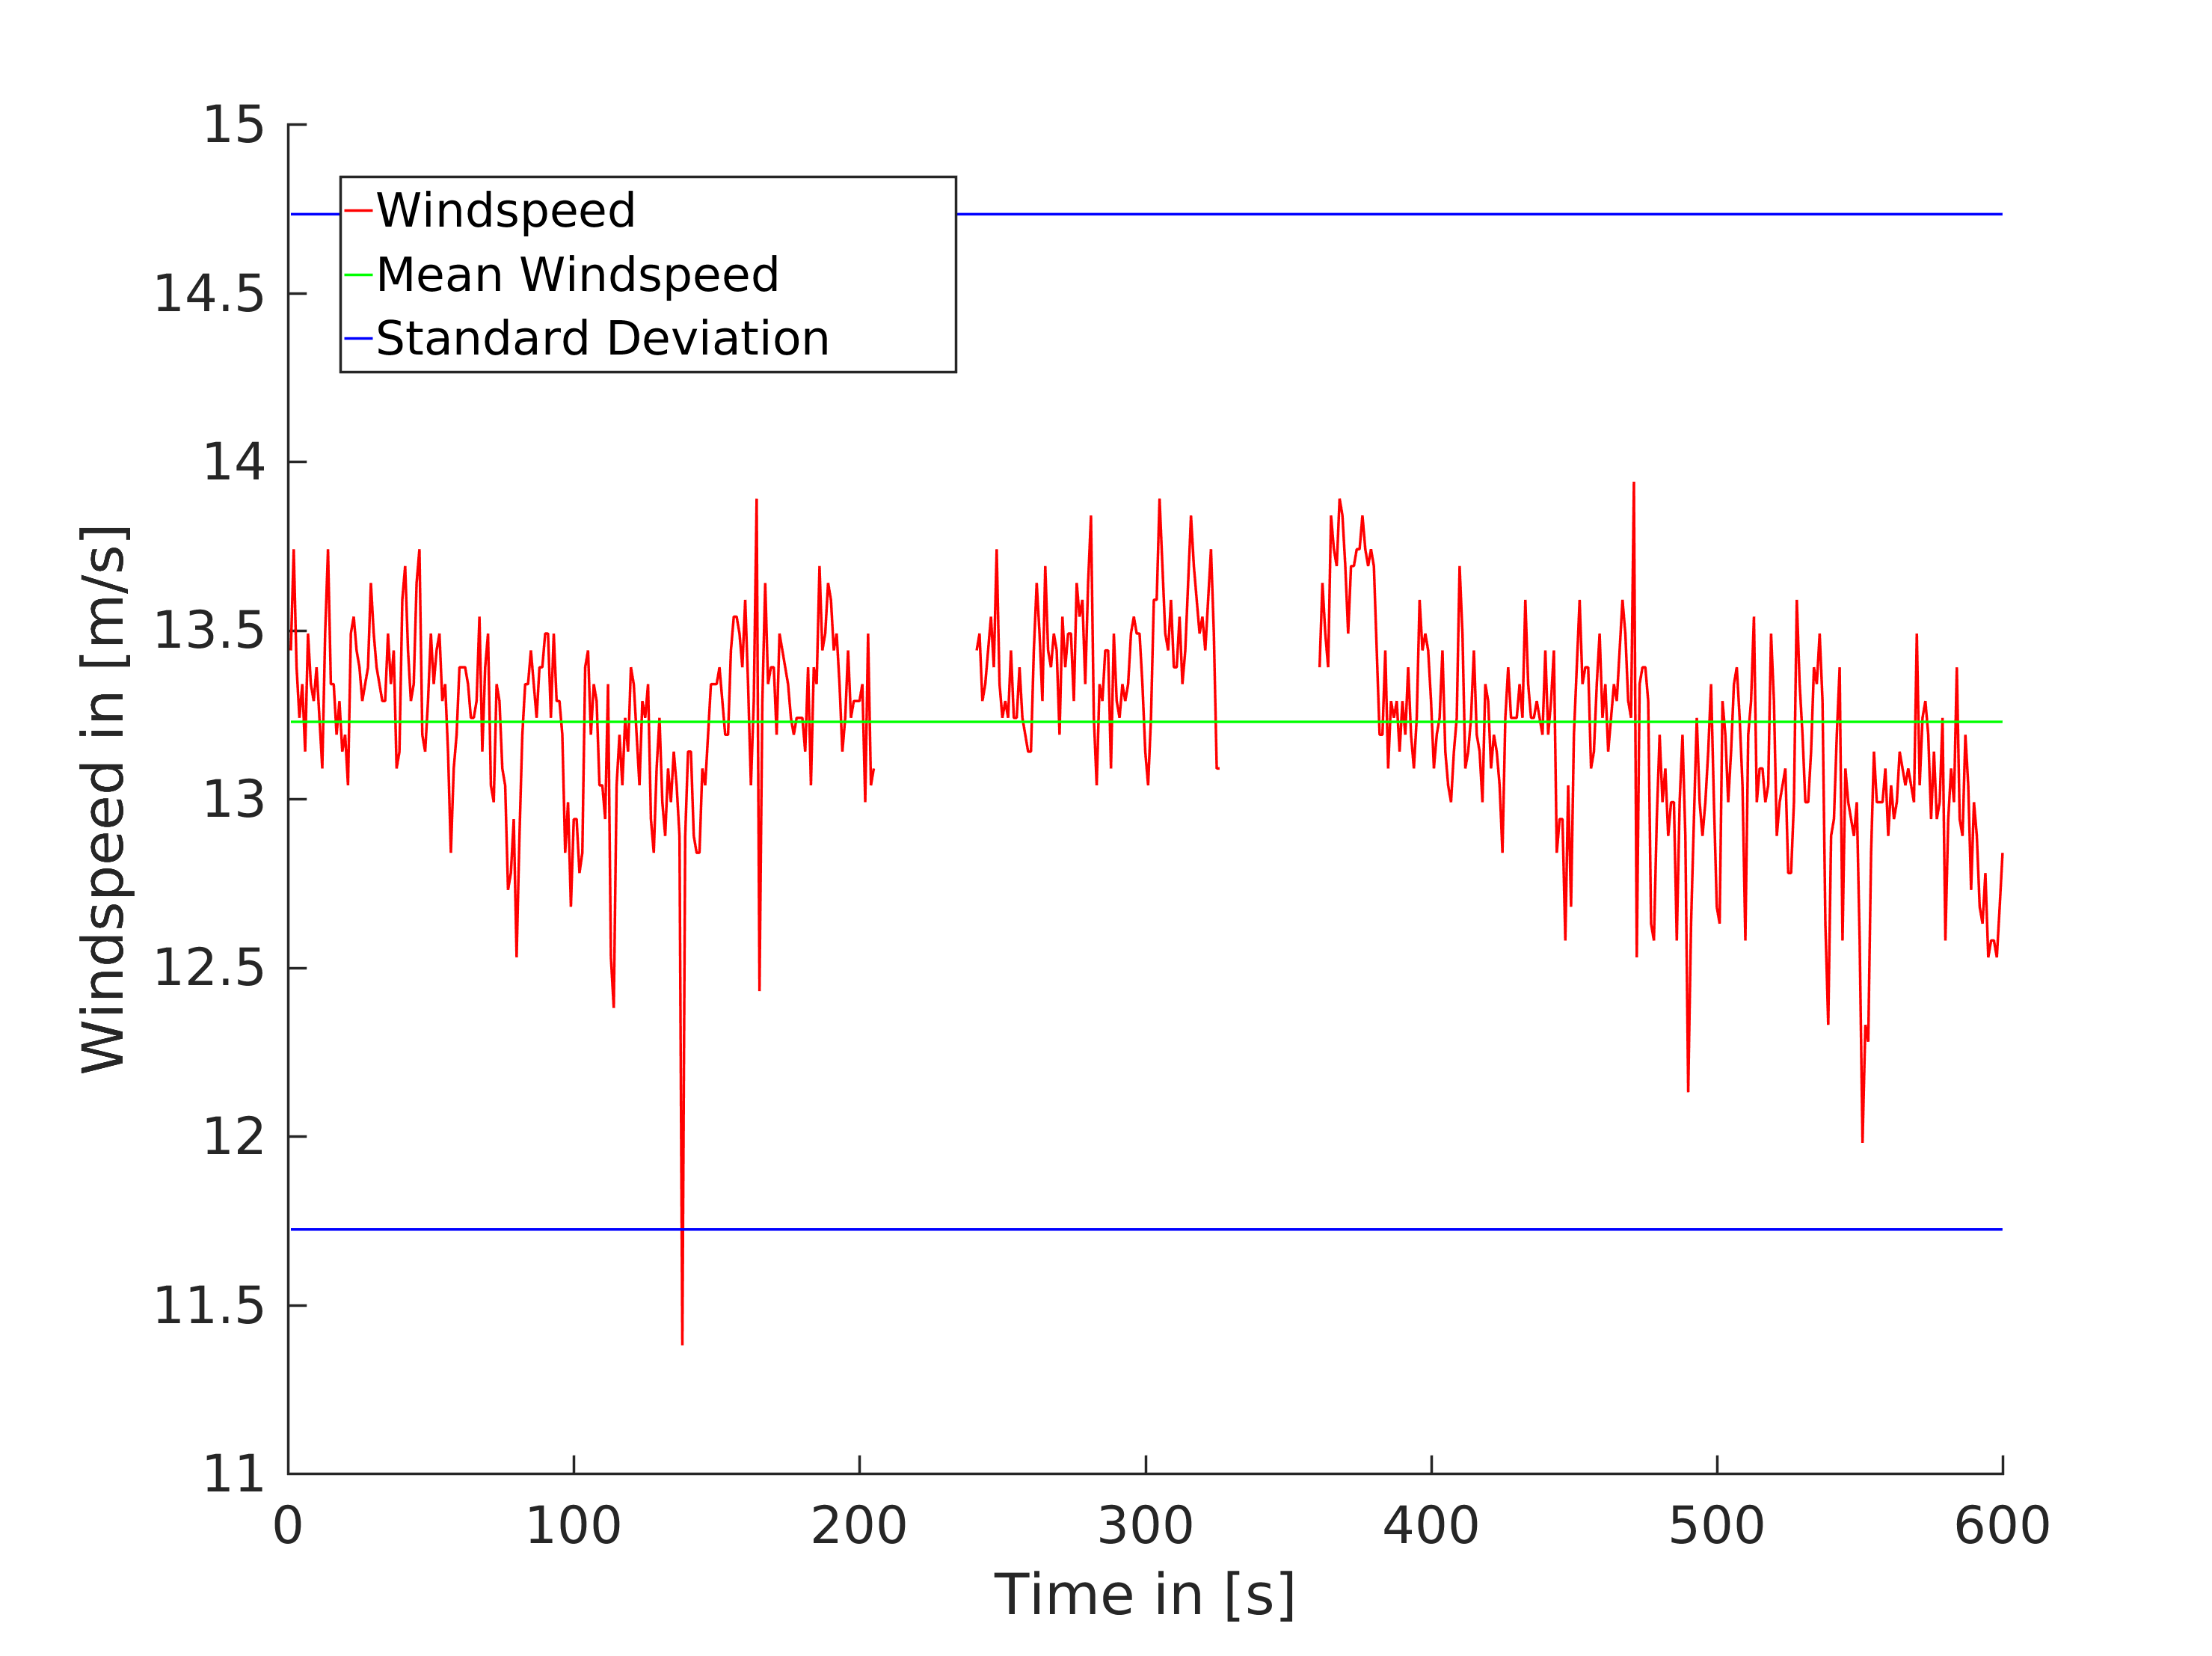 15
14.5
14
13.5
13
12.5
12
11.5
11
Windspeed in [m/s]
Windspeed
Mean Windspeed
Standard Deviation
0 100 200 300 400 500 600
Time in [s]